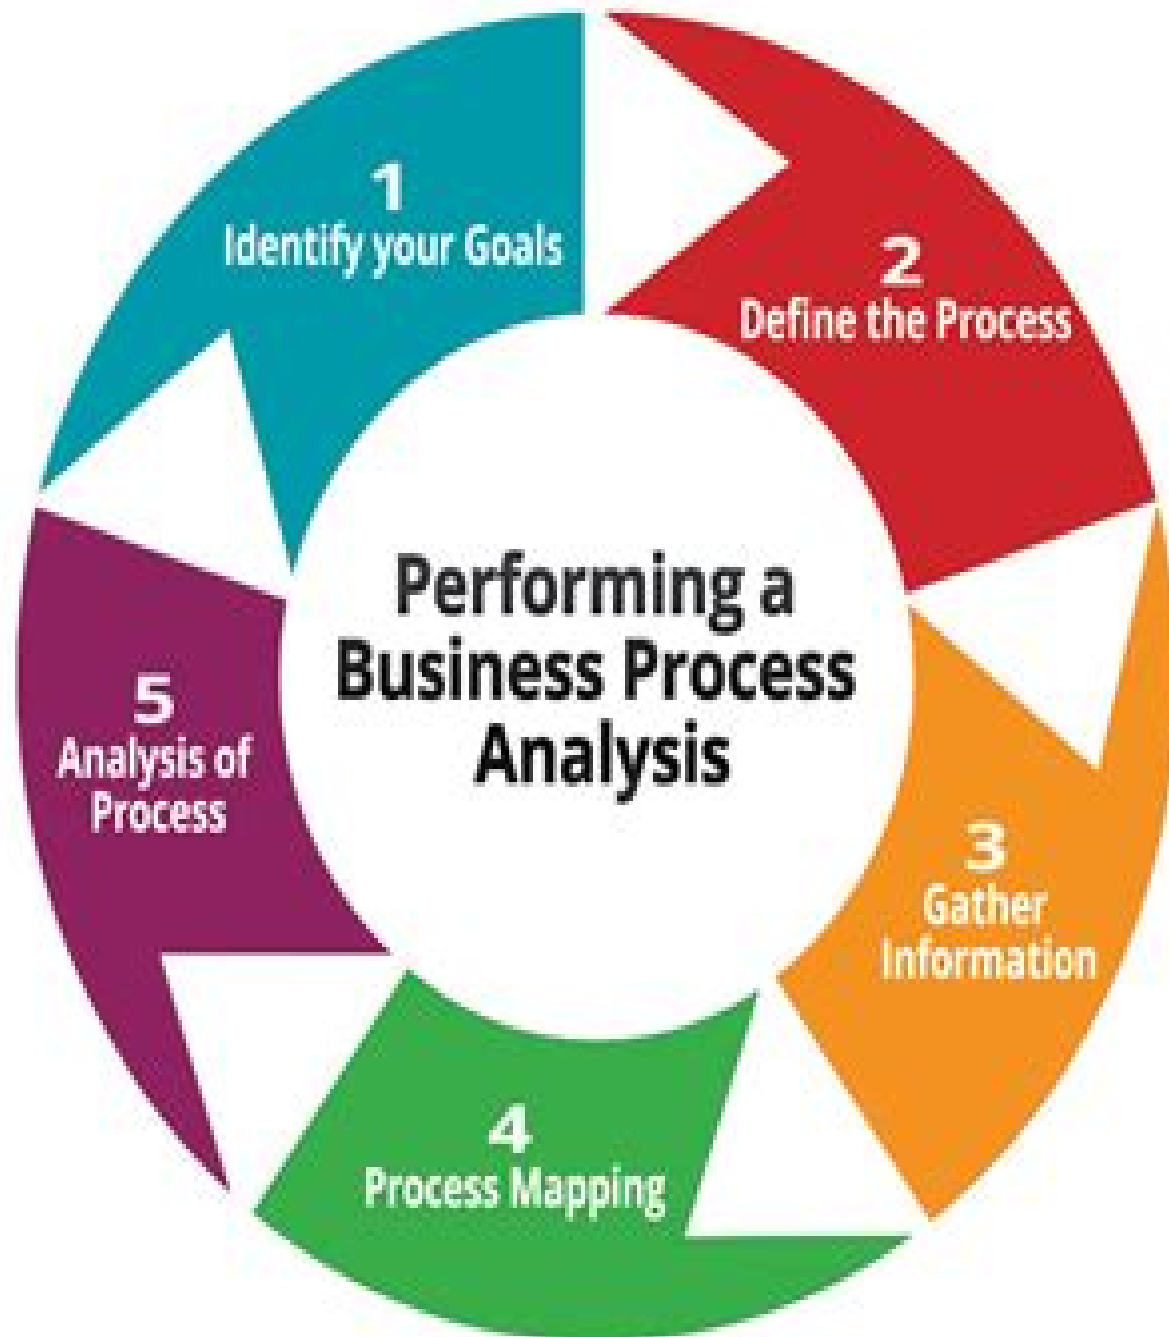 Performing a
Business Process
Analysis
1
Identify your Goals
2
Define the Process
3
Gather
Information
4
Process Mapping
5
Analysis of
Process